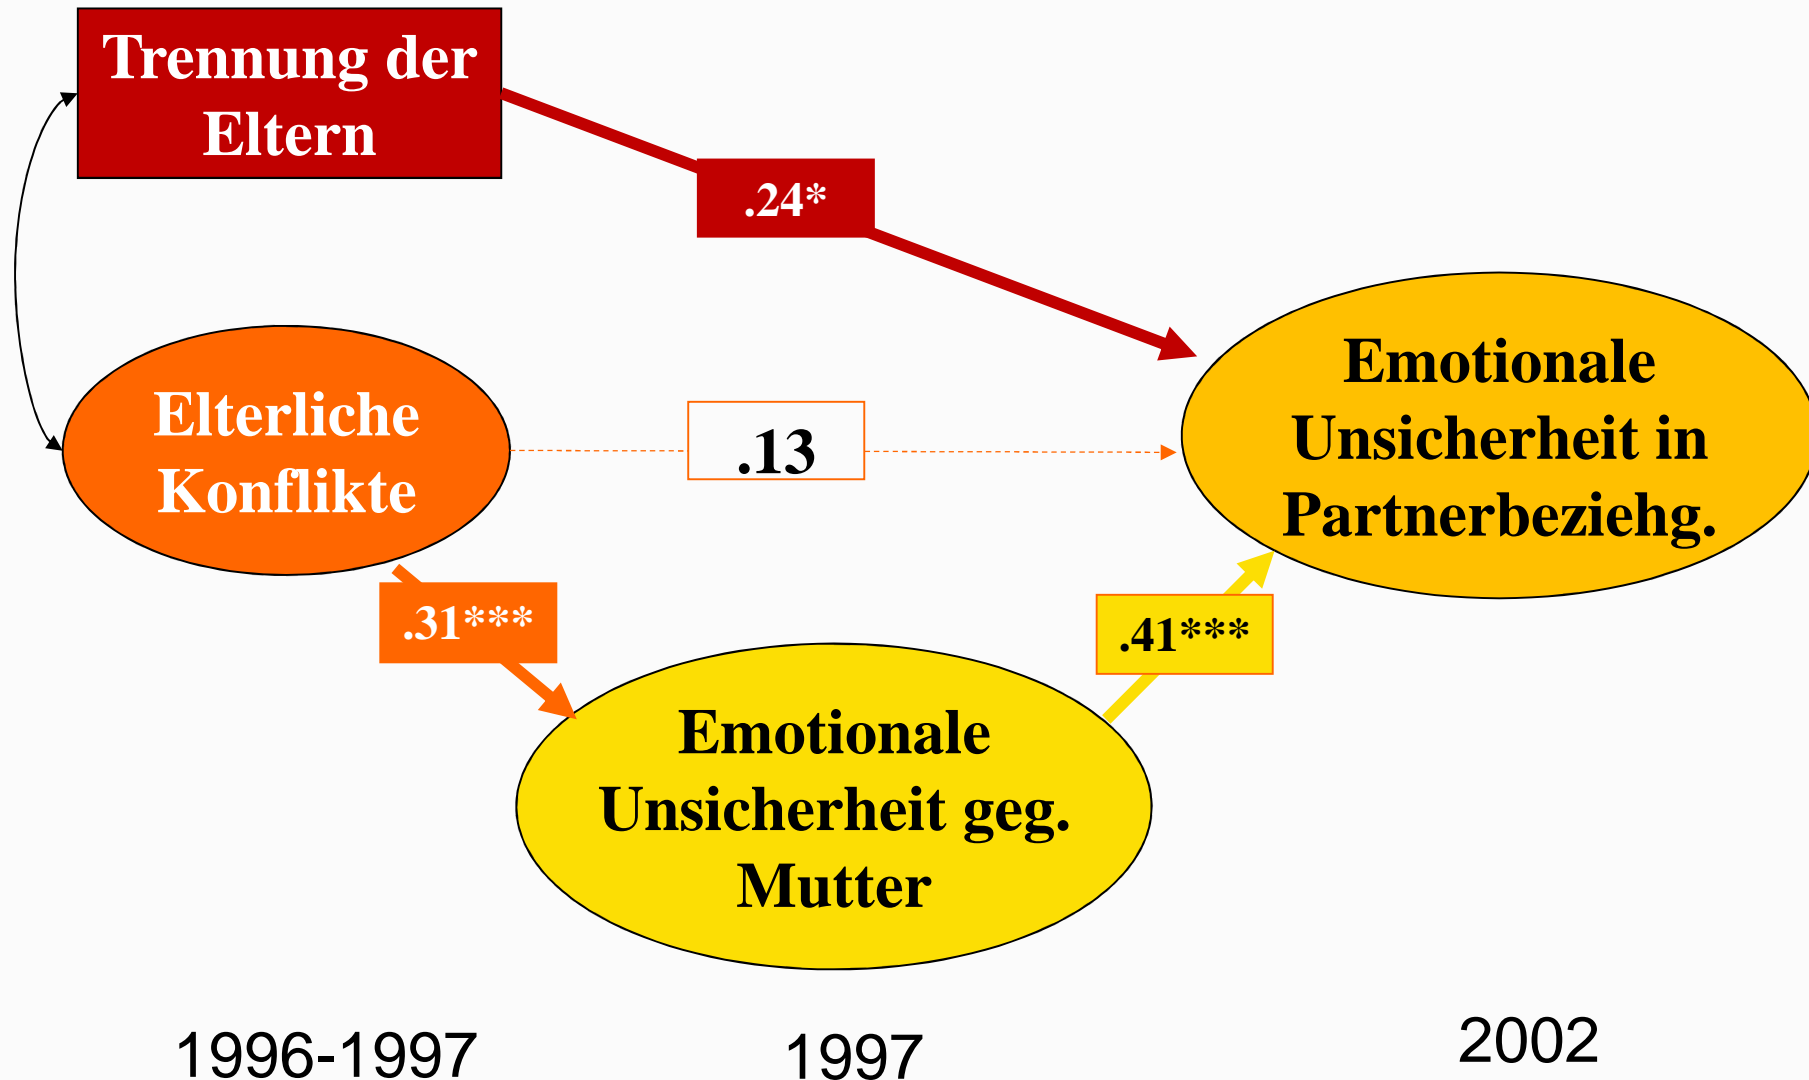 Trennung der
Eltern
.24*
Elterliche
Konflikte
.13
Emotionale
Unsicherheit in
Partnerbeziehg.
.31***
.41***
Emotionale
Unsicherheit geg.
Mutter
1996-1997
1997
2002